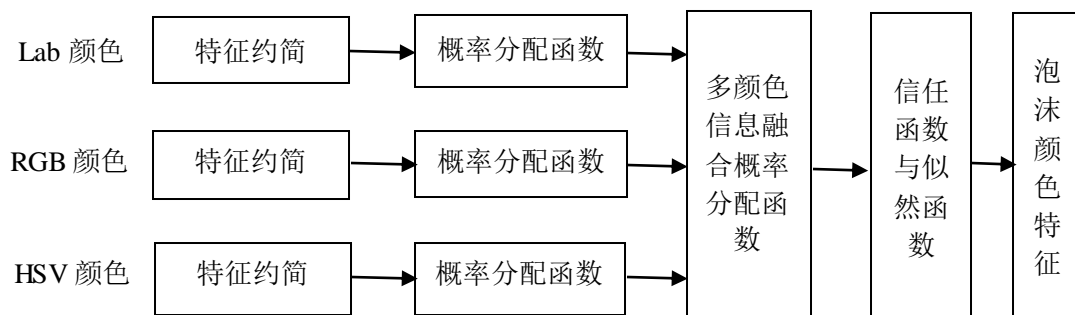 Lab 颜色
特征约简
概率分配函数
RGB 颜色
特征约简
概率分配函数
HSV 颜色
特征约简
概率分配函数
多颜色
信息融
合概率
分配函
数
信任
函数
与似
然函
数
泡
沫
颜
色
特
征